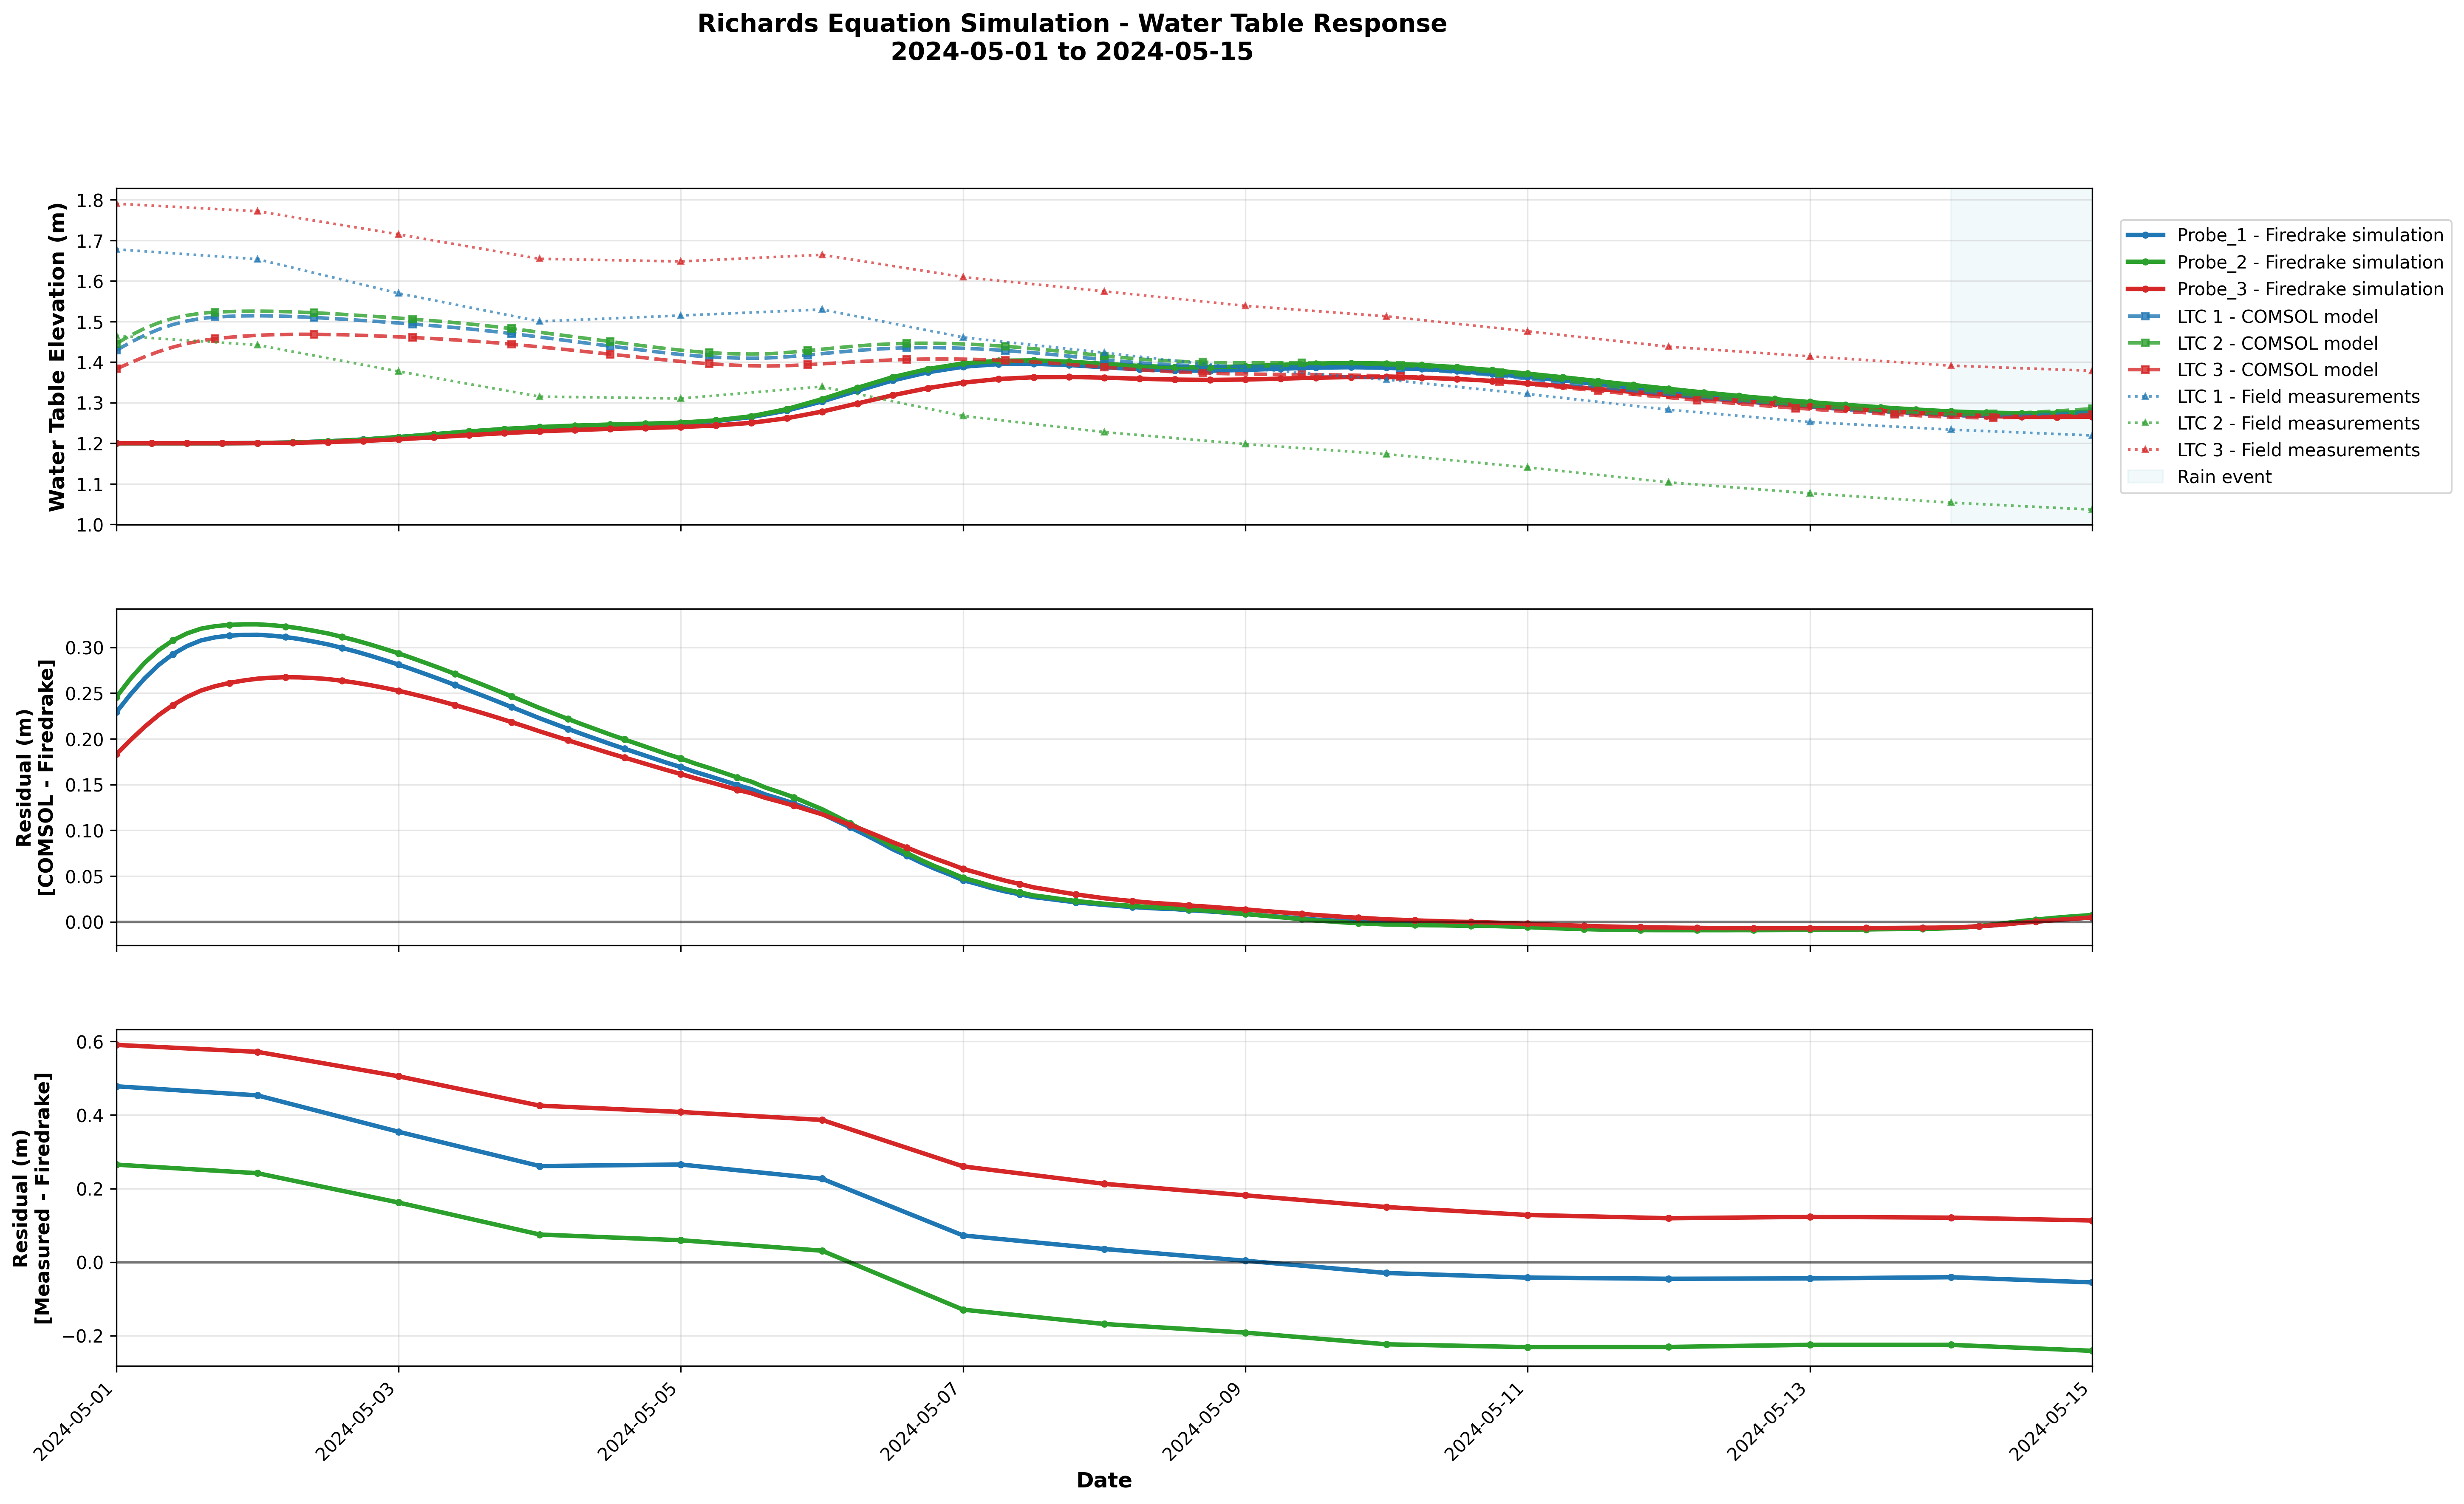 Richards Equation Simulation - Water Table Response
2024-05-01 to 2024-05-15
Water Table Elevation (m)
1.8
1.7
1.6
1.5
1.4
1.3
1.2
1.1
1.0
Probe_1 - Firedrake simulation
Probe_2 - Firedrake simulation
Probe_3 - Firedrake simulation
LTC 1 - COMSOL model
LTC 2 - COMSOL model
LTC 3 - COMSOL model
LTC 1 - Field measurements
LTC 2 - Field measurements
LTC 3 - Field measurements
Rain event
Residual (m)
[COMSOL - Firedrake]
0.30
0.25
0.20
0.15
0.10
0.05
0.00
Residual (m)
[Measured - Firedrake]
0.6
0.4
0.2
0.0
−0.2
2024-05-01
2024-05-03
2024-05-05
2024-05-07
2024-05-09
2024-05-11
2024-05-13
2024-05-15
Date